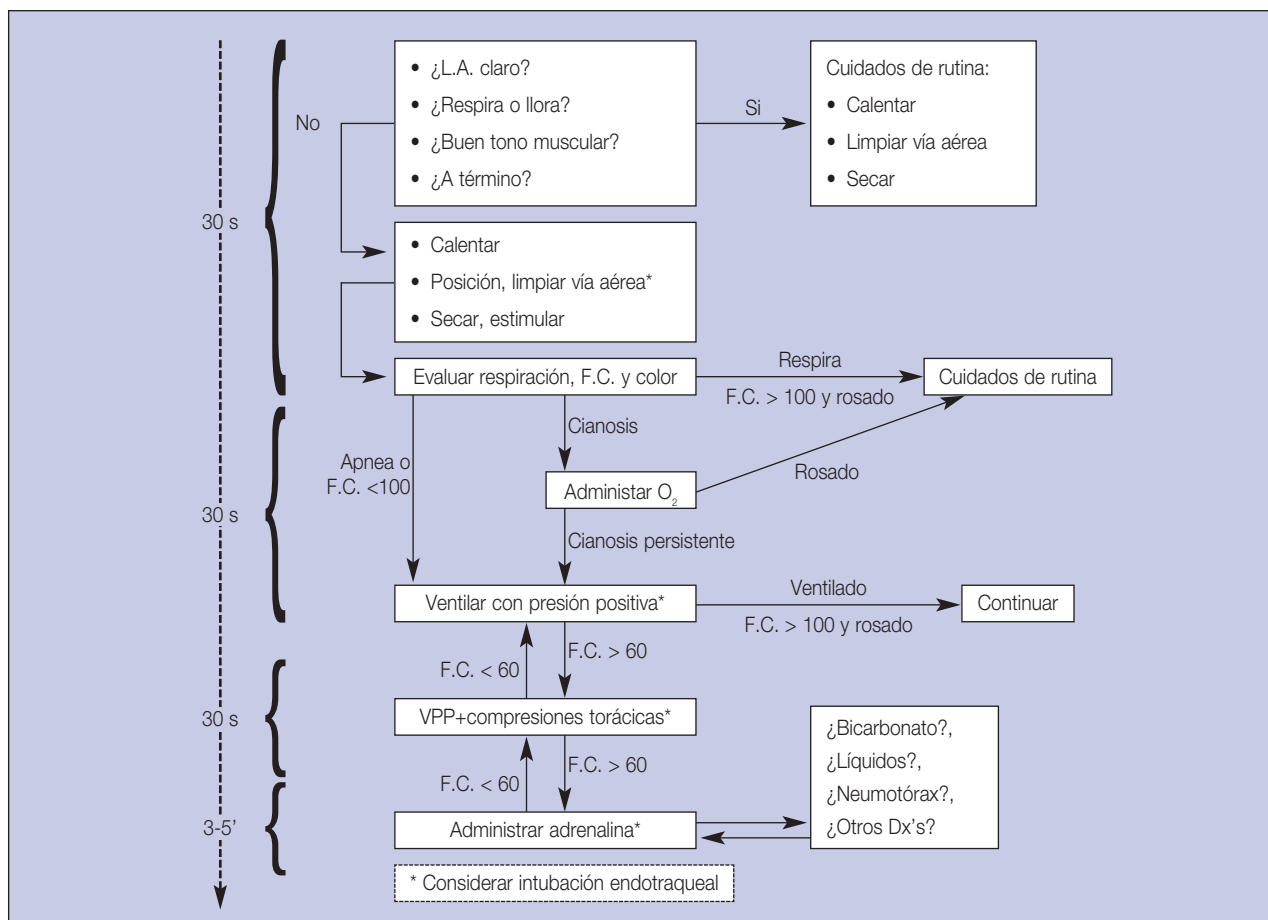 • ¿L.A. claro?
• ¿Respira o llora?
• ¿Buen tono muscular?
• ¿A término?
No
Si
Cuidados de rutina:
• Calentar
• Limpiar vía aérea
• Secar
30 s
• Calentar
• Posición, limpiar vía aérea*
• Secar, estimular
Evaluar respiración, F.C. y color
Respira
F.C. > 100 y rosado
Cuidados de rutina
Cianosis
Apnea o
F.C. <100
Administar O₂
Rosado
30 s
Cianosis persistente
Ventilar con presión positiva*
Ventilado
F.C. > 100 y rosado
Continuar
F.C. < 60
F.C. > 60
30 s
VPP+compresiones torácicas*
F.C. < 60
F.C. > 60
¿Bicarbonato?,
¿Líquidos?,
¿Neumotórax?,
¿Otros Dx's?
3-5'
Administrar adrenalina*
* Considerar intubación endotraqueal